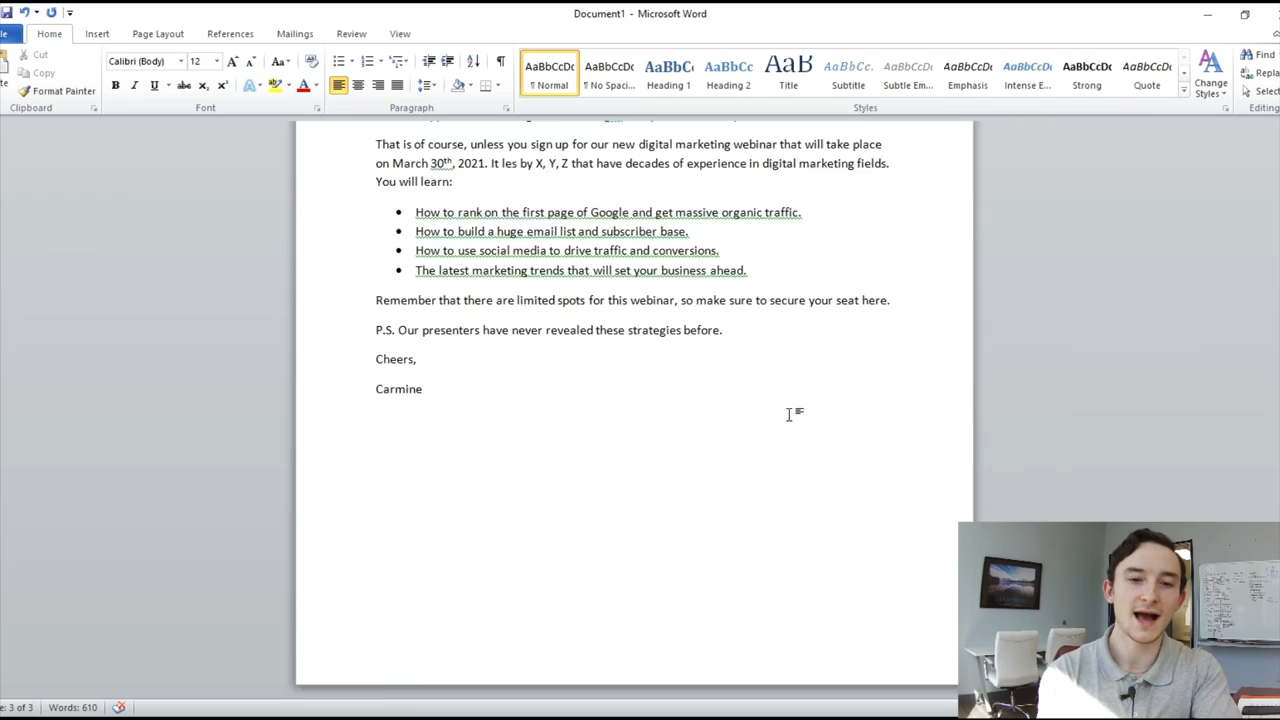 Document1 - Microsoft Word
Home Insert Page Layout References Mailings Review View
Cut
Copy
Format Painter
Clipboard
Calibri (Body) 12
Font
Paragraph
AaBbCcDc AaBbCcDc AaBbC AaBbCc AaB AaBbCc. AaBbCcDc AaBbCcDc AaBbCcDc AaBbCcDc AaBbCcDc
¶ Normal ¶ No Spaci... Heading 1 Heading 2 Title Subtitle Subtle Em... Emphasis Intense E... Strong Quote
Styles
Change
Styles
Find
Select
Editing
That is of course, unless you sign up for our new digital marketing webinar that will take place
on March 30th, 2021. It les by X, Y, Z that have decades of experience in digital marketing fields.
You will learn:
• How to rank on the first page of Google and get massive organic traffic.
• How to build a huge email list and subscriber base.
• How to use social media to drive traffic and conversions.
• The latest marketing trends that will set your business ahead.
Remember that there are limited spots for this webinar, so make sure to secure your seat here.
P.S. Our presenters have never revealed these strategies before.
Cheers,
Carmine
e: 3 of 3 Words: 610